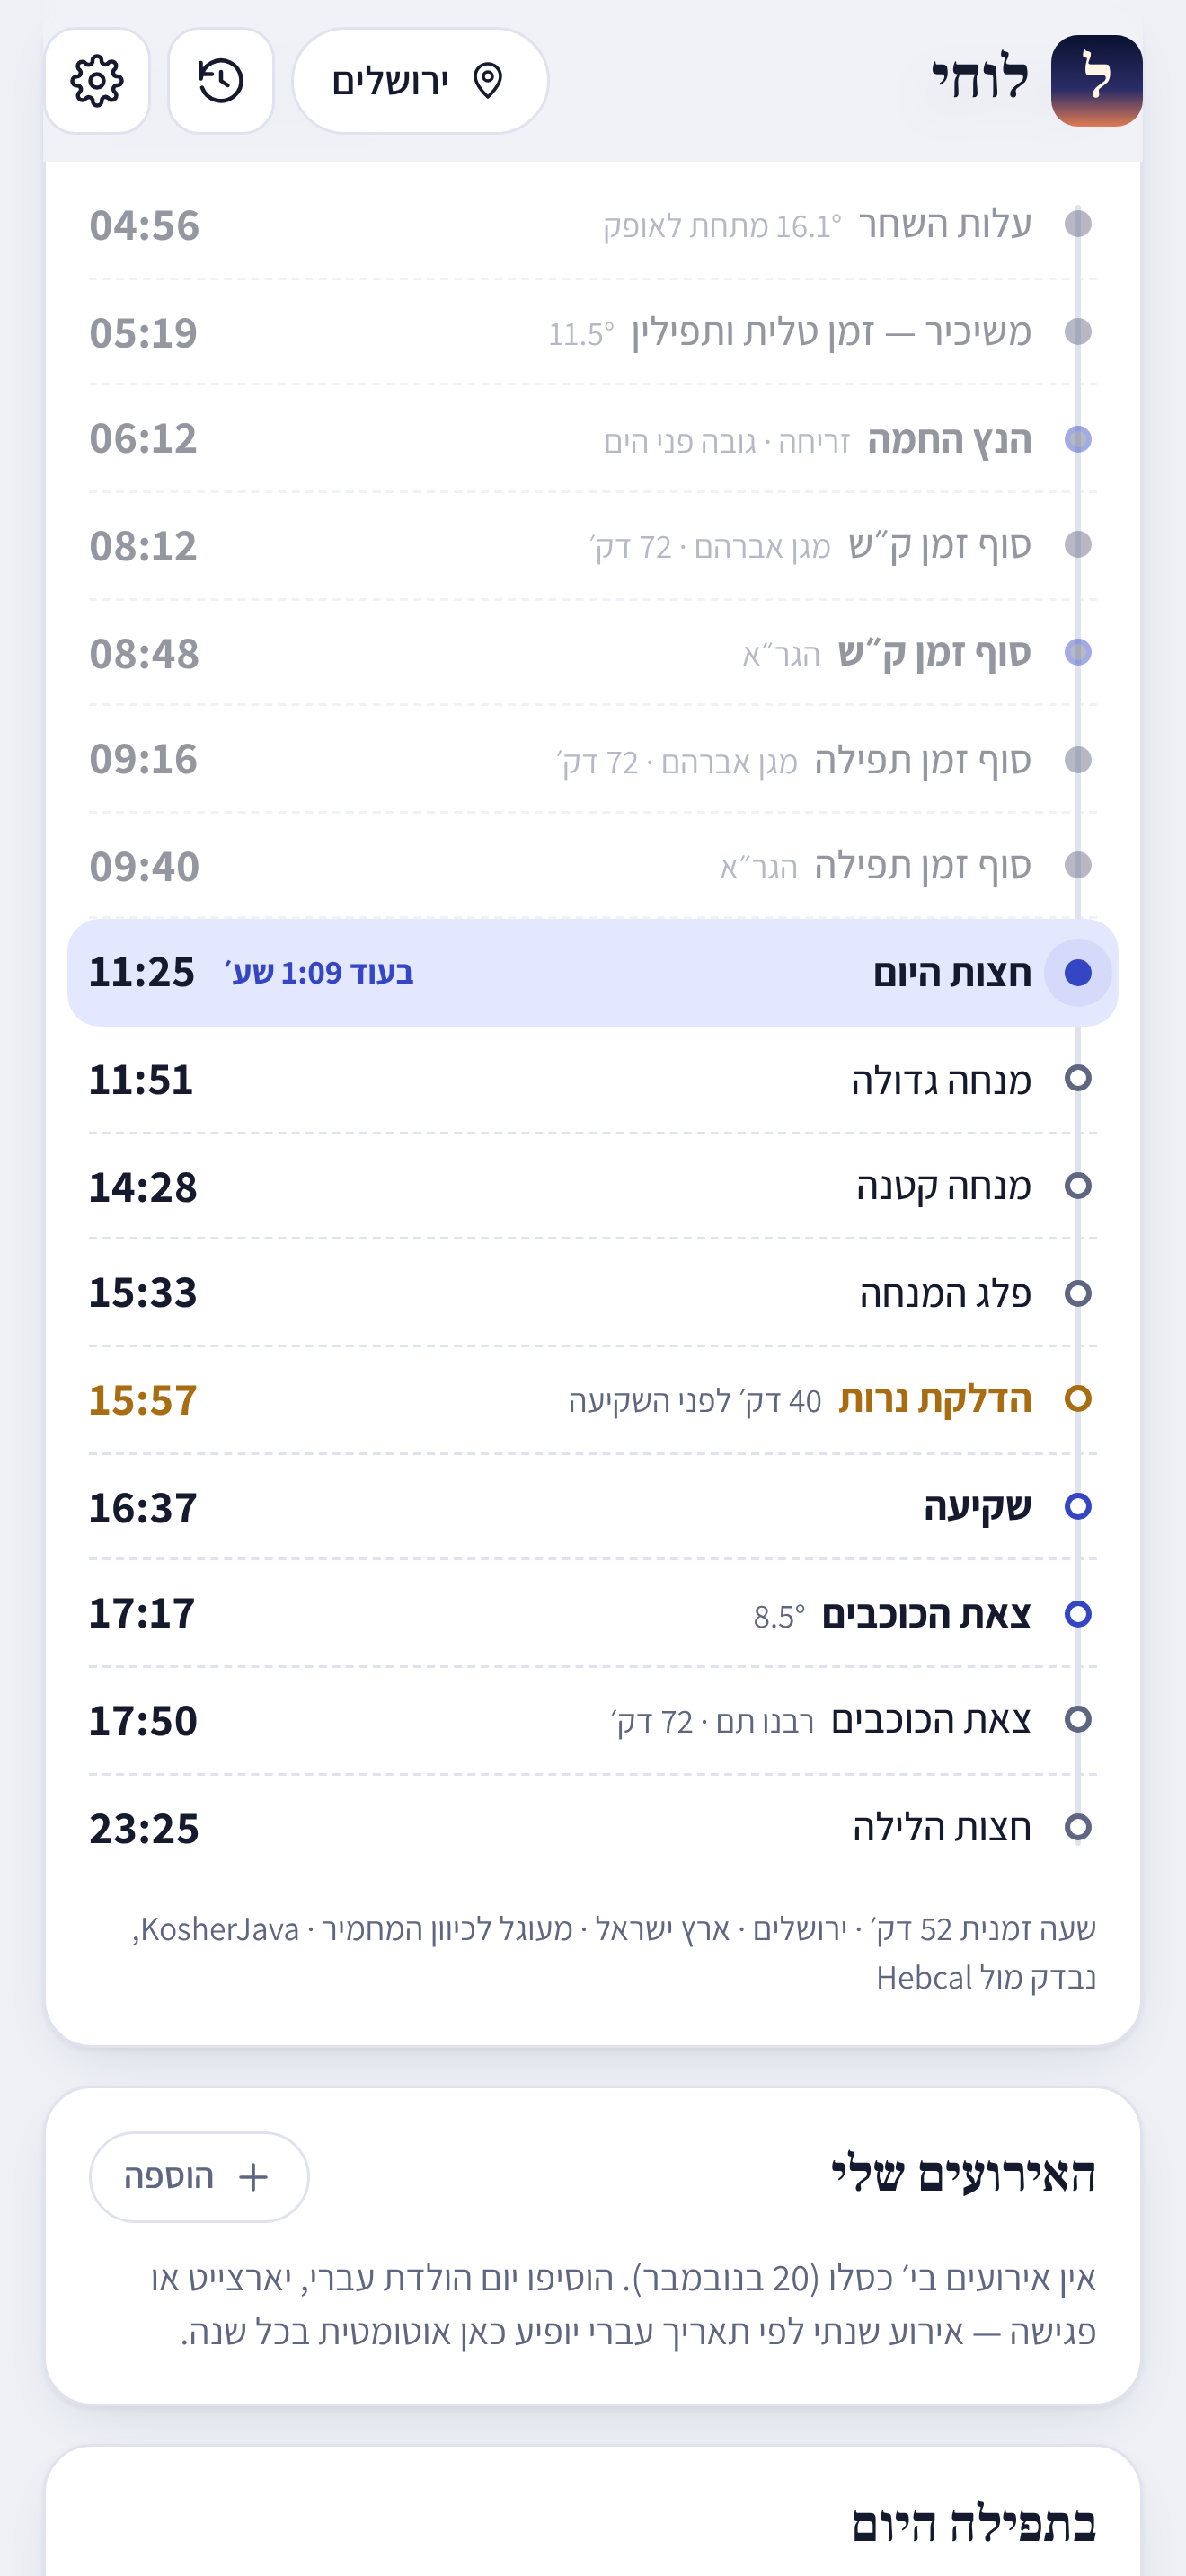 ל לוחי ירושלים
עלות השחר 16.1° מתחת לאופק 04:56
משיכיר — זמן טלית ותפילין 11.5° 05:19
הנץ החמה זריחה · גובה פני הים 06:12
סוף זמן ק״ש מגן אברהם · 72 דק׳ 08:12
סוף זמן ק״ש הגר״א 08:48
סוף זמן תפילה מגן אברהם · 72 דק׳ 09:16
סוף זמן תפילה הגר״א 09:40
חצות היום בעוד 1:09 שע׳ 11:25
מנחה גדולה 11:51
מנחה קטנה 14:28
פלג המנחה 15:33
הדלקת נרות 40 דק׳ לפני השקיעה 15:57
שקיעה 16:37
צאת הכוכבים 8.5° 17:17
צאת הכוכבים רבנו תם · 72 דק׳ 17:50
חצות הלילה 23:25
שעה זמנית 52 דק׳ · ירושלים · ארץ ישראל · מעוגל לכיוון המחמיר · KosherJava,
נבדק מול Hebcal
האירועים שלי הוספה
אין אירועים בי׳ כסלו (20 בנובמבר). הוסיפו יום הולדת עברי, יארצייט או
פגישה — אירוע שנתי לפי תאריך עברי יופיע כאן אוטומטית בכל שנה.
בתפילה היום